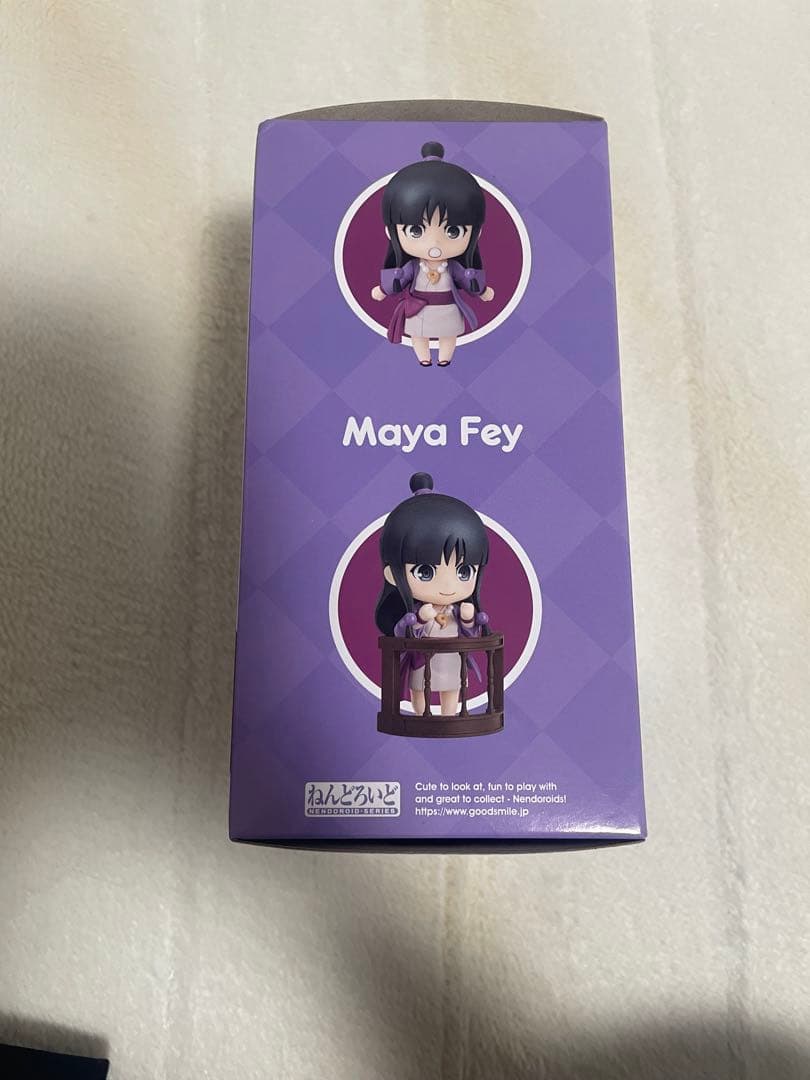 Maya Fey
ねんどろいど
NENDOROID·SERIES
Cute to look at, fun to play with
and great to collect - Nendoroids!
https://www.goodsmile.jp